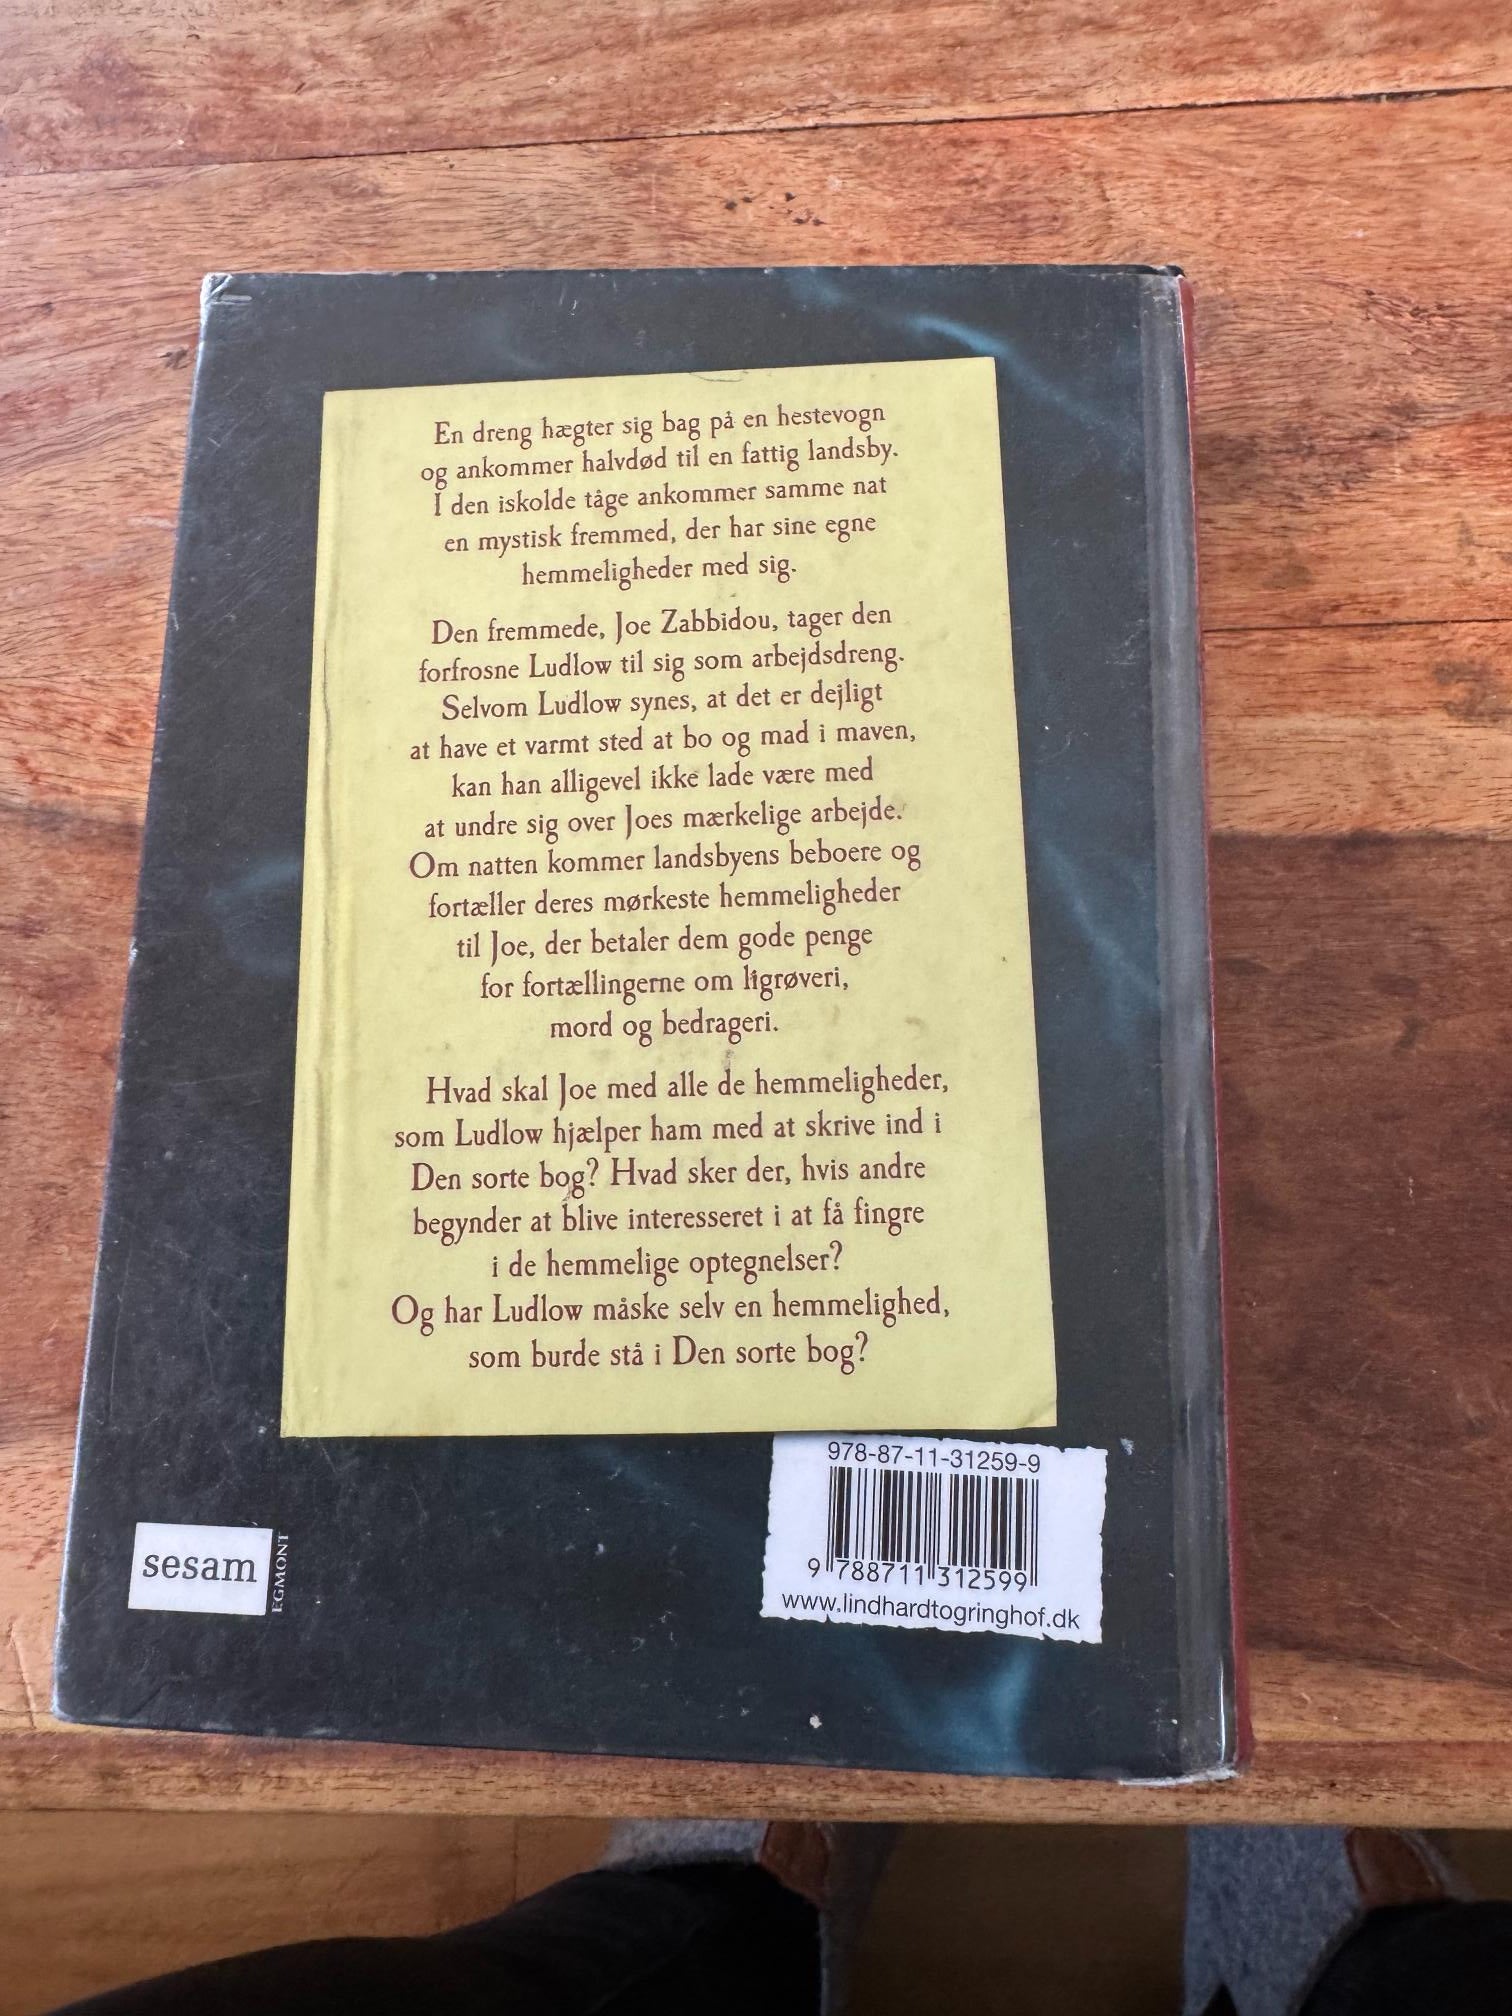 En dreng hægter sig bag på en hestevogn
og ankommer halvdød til en fattig landsby.
I den iskolde tåge ankommer samme nat
en mystisk fremmed, der har sine egne
hemmeligheder med sig.
Den fremmede, Joe Zabbidou, tager den
forfrosne Ludlow til sig som arbejdsdreng.
Selvom Ludlow synes, at det er dejligt
at have et varmt sted at bo og mad i maven,
kan han alligevel ikke lade være med
at undre sig over Joes mærkelige arbejde.
Om natten kommer landsbyens beboere og
fortæller deres mørkeste hemmeligheder
til Joe, der betaler dem gode penge
for fortællingerne om ligrøveri,
mord og bedrageri.
Hvad skal Joe med alle de hemmeligheder,
som Ludlow hjælper ham med at skrive ind i
Den sorte bog? Hvad sker der, hvis andre
begynder at blive interesseret i at få fingre
i de hemmelige optegnelser?
Og har Ludlow måske selv en hemmelighed,
som burde stå i Den sorte bog?
978-87-11-31259-9
9 788711 312599
www.lindhardtogringhof.dk
sesam
EGMONT